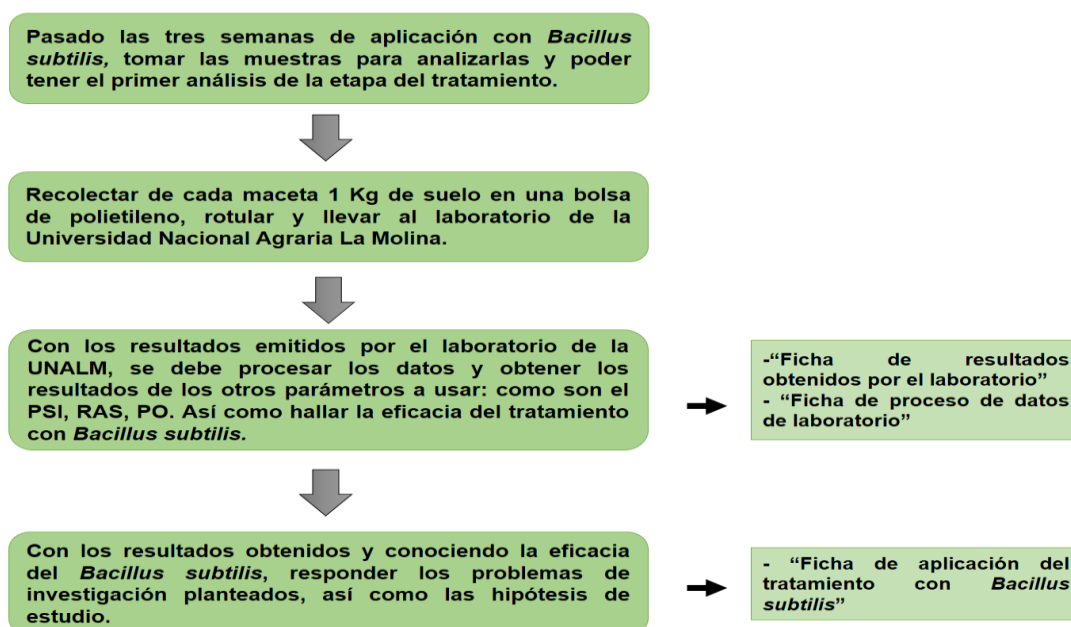 Pasado las tres semanas de aplicación con Bacillus
subtilis, tomar las muestras para analizarlas y poder
tener el primer análisis de la etapa del tratamiento.
Recolectar de cada maceta 1 Kg de suelo en una bolsa
de polietileno, rotular y llevar al laboratorio de la
Universidad Nacional Agraria La Molina.
Con los resultados emitidos por el laboratorio de la
UNALM, se debe procesar los datos y obtener los
resultados de los otros parámetros a usar: como son el
PSI, RAS, PO. Así como hallar la eficacia del tratamiento
con Bacillus subtilis.
-“Ficha de resultados
obtenidos por el laboratorio”
- “Ficha de proceso de datos
de laboratorio”
Con los resultados obtenidos y conociendo la eficacia
del Bacillus subtilis, responder los problemas de
investigación planteados, así como las hipótesis de
estudio.
- “Ficha de aplicación del
tratamiento con Bacillus
subtilis”